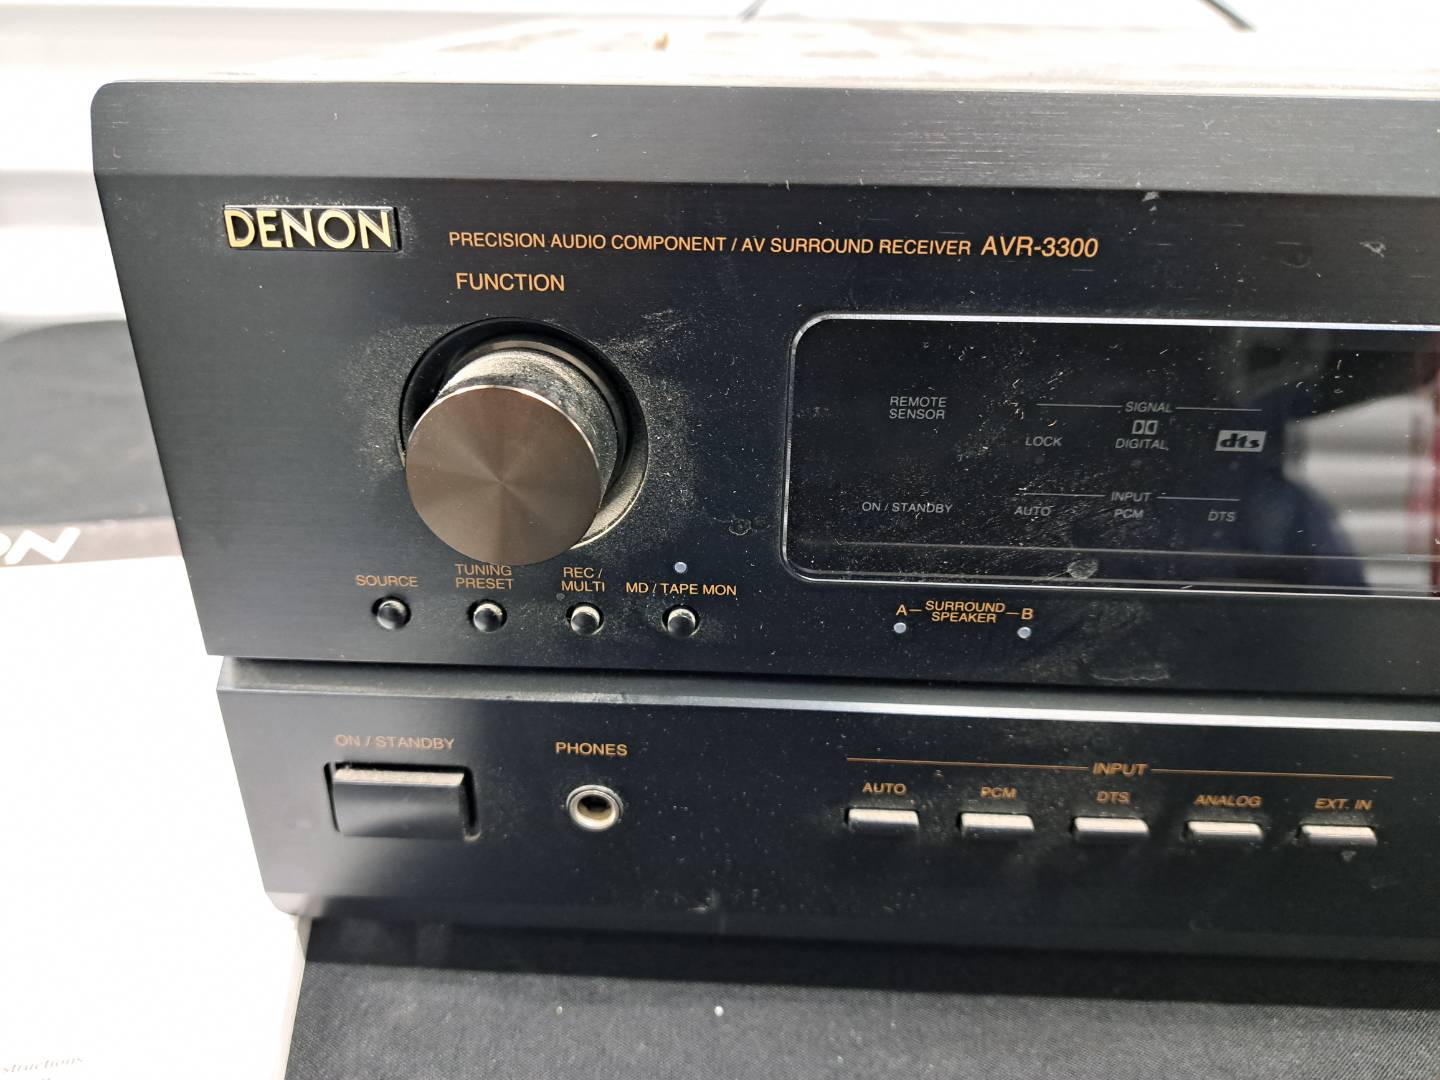 DENON
PRECISION AUDIO COMPONENT / AV SURROUND RECEIVER AVR-3300
FUNCTION
REMOTE
SENSOR
SIGNAL
LOCK
DIGITAL
dts
ON / STANDBY
INPUT
AUTO
PCM
DTS
SOURCE
TUNING
PRESET
REC /
MULTI
MD / TAPE MON
A
SURROUND
SPEAKER
B
ON / STANDBY
PHONES
INPUT
AUTO
PCM
DTS
ANALOG
EXT. IN
ON
structions